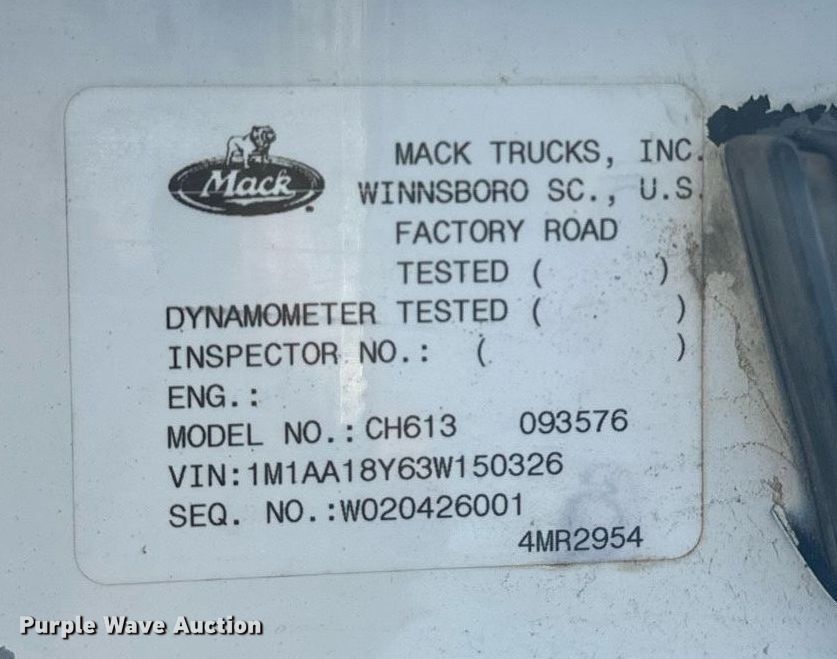 Mack
MACK TRUCKS, INC.
WINNSBORO SC., U.S.
FACTORY ROAD
TESTED (          )
DYNAMOMETER TESTED (          )
INSPECTOR NO.: (          )
ENG.:
MODEL NO.: CH613 093576
VIN:1M1AA18Y63W150326
SEQ. NO.:W020426001
4MR2954
Purple Wave Auction